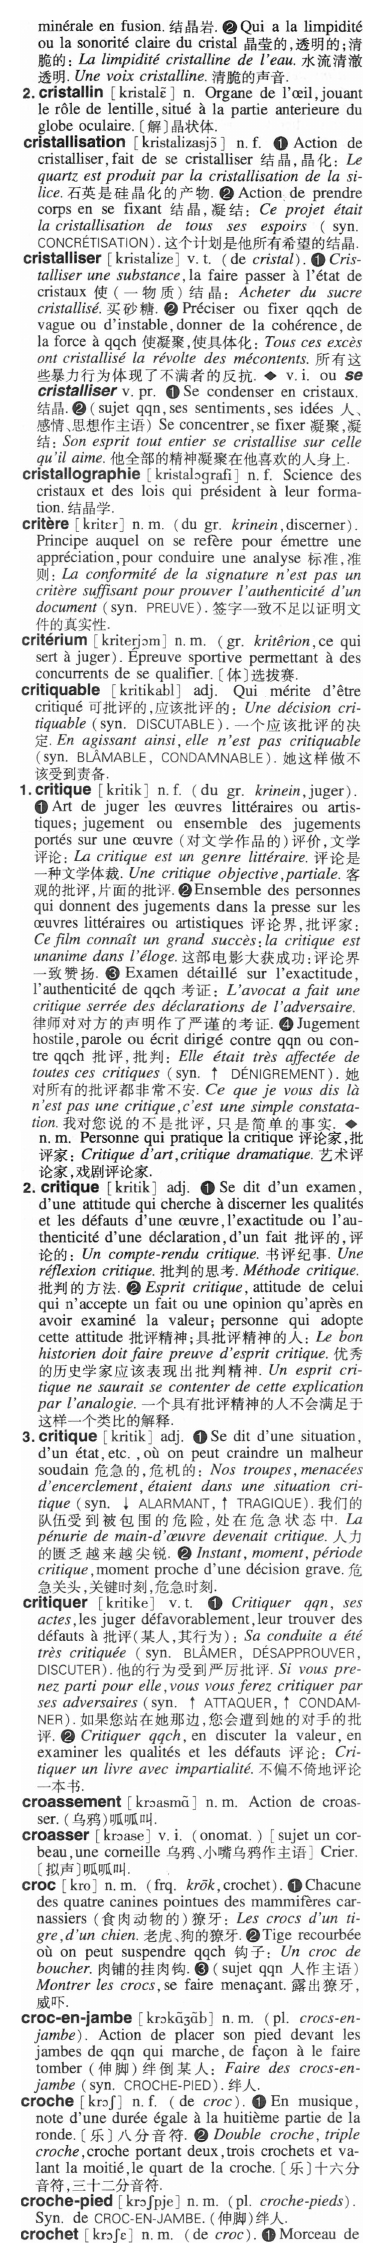 minérale en fusion. 结晶岩. ❷ Qui a la limpidité
ou la sonorité claire du cristal 晶莹的,透明的;清
脆的: La limpidité cristalline de l'eau. 水流清澈
透明. Une voix cristalline. 清脆的声音.
2. cristallin [kristalɛ̃] n. Organe de l'œil,jouant
le rôle de lentille,situé à la partie anterieure du
globe oculaire. 〔解〕晶状体.
cristallisation [kristalizasjɔ̃] n. f. ❶ Action de
cristalliser,fait de se cristalliser 结晶,晶化: Le
quartz est produit par la cristallisation de la si-
lice. 石英是硅晶化的产物. ❷ Action de prendre
corps en se fixant 结晶,凝结: Ce projet était
la cristallisation de tous ses espoirs ( syn.
CONCRÉTISATION). 这个计划是他所有希望的结晶.
cristalliser [kristalize] v. t. (de cristal). ❶ Cris-
talliser une substance,la faire passer à l'état de
cristaux 使 (一物质) 结晶: Acheter du sucre
cristallisé. 买砂糖. ❷ Préciser ou fixer qqch de
vague ou d'instable,donner de la cohérence,de
la force à qqch 使凝聚,使具体化: Tous ces excès
ont cristallisé la révolte des mécontents. 所有这
些暴力行为体现了不满者的反抗. ◆ v. i. ou se
cristalliser v. pr. ❶ Se condenser en cristaux.
结晶. ❷ (sujet qqn,ses sentiments,ses idées 人、
感情、思想作主语) Se concentrer,se fixer 凝聚,凝
结: Son esprit tout entier se cristallise sur celle
qu'il aime. 他全部的精神凝聚在他喜欢的人身上.
cristallographie [kristalɔgrafi] n. f. Science des
cristaux et des lois qui président à leur forma-
tion. 结晶学.
critère [kritɛr] n. m. (du gr. krinein,discerner).
Principe auquel on se refère pour émettre une
appréciation,pour conduire une analyse 标准,准
则: La conformité de la signature n'est pas un
critère suffisant pour prouver l'authenticité d'un
document (syn. PREUVE). 签字一致不足以证明文
件的真实性.
critérium [kriterjɔm] n. m. (gr. kritêrion,ce qui
sert à juger). Épreuve sportive permettant à des
concurrents de se qualifier. 〔体〕选拔赛.
critiquable [kritikabl] adj. Qui mérite d'être
critiqué 可批评的,应该批评的: Une décision cri-
tiquable (syn. DISCUTABLE). 一个应该批评的决
定. En agissant ainsi,elle n'est pas critiquable
(syn. BLÂMABLE, CONDAMNABLE). 她这样做不
该受到责备.
1. critique [kritik] n. f. (du gr. krinein,juger).
❶ Art de juger les œuvres littéraires ou artis-
tiques; jugement ou ensemble des jugements
portés sur une œuvre (对文学作品的) 评价,文学
评论: La critique est un genre littéraire. 评论是
一种文学体裁. Une critique objective,partiale. 客
观的批评,片面的批评. ❷ Ensemble des personnes
qui donnent des jugements dans la presse sur les
œuvres littéraires ou artistiques 评论界,批评家:
Ce film connaît un grand succès:la critique est
unanime dans l'éloge. 这部电影大获成功:评论界
一致赞扬. ❸ Examen détaillé sur l'exactitude,
l'authenticité de qqch 考证: L'avocat a fait une
critique serrée des déclarations de l'adversaire.
律师对对方的声明作了严谨的考证. ❹ Jugement
hostile,parole ou écrit dirigé contre qqn ou con-
tre qqch 批评,批判: Elle était très affectée de
toutes ces critiques (syn. ↑ DÉNIGREMENT). 她
对所有的批评都非常不安. Ce que je vous dis là
n'est pas une critique,c'est une simple constata-
tion. 我对您说的不是批评, 只是简单的事实. ◆
n. m. Personne qui pratique la critique 评论家,批
评家: Critique d'art,critique dramatique. 艺术评
论家,戏剧评论家.
2. critique [kritik] adj. ❶ Se dit d'un examen,
d'une attitude qui cherche à discerner les qualités
et les défauts d'une œuvre,l'exactitude ou l'au-
thenticité d'une déclaration,d'un fait 批评的,评
论的: Un compte-rendu critique. 书评纪事. Une
réflexion critique. 批判的思考. Méthode critique.
批判的方法. ❷ Esprit critique, attitude de celui
qui n'accepte un fait ou une opinion qu'après en
avoir examiné la valeur; personne qui adopte
cette attitude 批评精神;具批评精神的人: Le bon
historien doit faire preuve d'esprit critique. 优秀
的历史学家应该表现出批判精神. Un esprit cri-
tique ne saurait se contenter de cette explication
par l'analogie. 一个具有批评精神的人不会满足于
这样一个类比的解释.
3. critique [kritik] adj. ❶ Se dit d'une situation,
d'un état,etc. ,où on peut craindre un malheur
soudain 危急的,危机的: Nos troupes,menacées
d'encerclement,étaient dans une situation cri-
tique (syn. ↓ ALARMANT,↑ TRAGIQUE). 我们的
队伍受到被包围的危险, 处在危急状态中. La
pénurie de main-d'œuvre devenait critique. 人力
的匮乏越来越尖锐. ❷ Instant, moment, période
critique,moment proche d'une décision grave. 危
急关头,关键时刻,危急时刻.
critiquer [kritike] v. t. ❶ Critiquer qqn, ses
actes,les juger défavorablement,leur trouver des
défauts à 批评(某人,其行为): Sa conduite a été
très critiquée (syn. BLÂMER, DÉSAPPROUVER,
DISCUTER). 他的行为受到严厉批评. Si vous pre-
nez parti pour elle,vous vous ferez critiquer par
ses adversaires (syn. ↑ ATTAQUER,↑ CONDAM-
NER). 如果您站在她那边,您会遭到她的对手的批
评. ❷ Critiquer qqch, en discuter la valeur, en
examiner les qualités et les défauts 评论: Cri-
tiquer un livre avec impartialité. 不偏不倚地评论
一本书.
croassement [krɔasmɑ̃] n. m. Action de croas-
ser. (乌鸦)呱呱叫.
croasser [krɔase] v. i. (onomat. ) [sujet un cor-
beau,une corneille 乌鸦、小嘴乌鸦作主语] Crier.
〔拟声〕呱呱叫.
croc [kro] n. m. (frq. krōk,crochet). ❶ Chacune
des quatre canines pointues des mammifères car-
nassiers (食肉动物的) 獠牙: Les crocs d'un ti-
gre,d'un chien. 老虎、狗的獠牙. ❷ Tige recourbée
où on peut suspendre qqch 钩子: Un croc de
boucher. 肉铺的挂肉钩. ❸ (sujet qqn 人作主语)
Montrer les crocs,se faire menaçant. 露出獠牙,
威吓.
croc-en-jambe [krɔkɑ̃ʒɑ̃b] n. m. (pl. crocs-en-
jambe). Action de placer son pied devant les
jambes de qqn qui marche,de façon à le faire
tomber (伸脚) 绊倒某人: Faire des crocs-en-
jambe (syn. CROCHE-PIED). 绊人.
croche [krɔʃ] n. f. (de croc). ❶ En musique,
note d'une durée égale à la huitième partie de la
ronde. 〔乐〕八分音符. ❷ Double croche, triple
croche,croche portant deux,trois crochets et va-
lant la moitié,le quart de la croche. 〔乐〕十六分
音符,三十二分音符.
croche-pied [krɔʃpje] n. m. (pl. croche-pieds).
Syn. de CROC-EN-JAMBE. (伸脚)绊人.
crochet [krɔʃɛ] n. m. (de croc). ❶ Morceau de